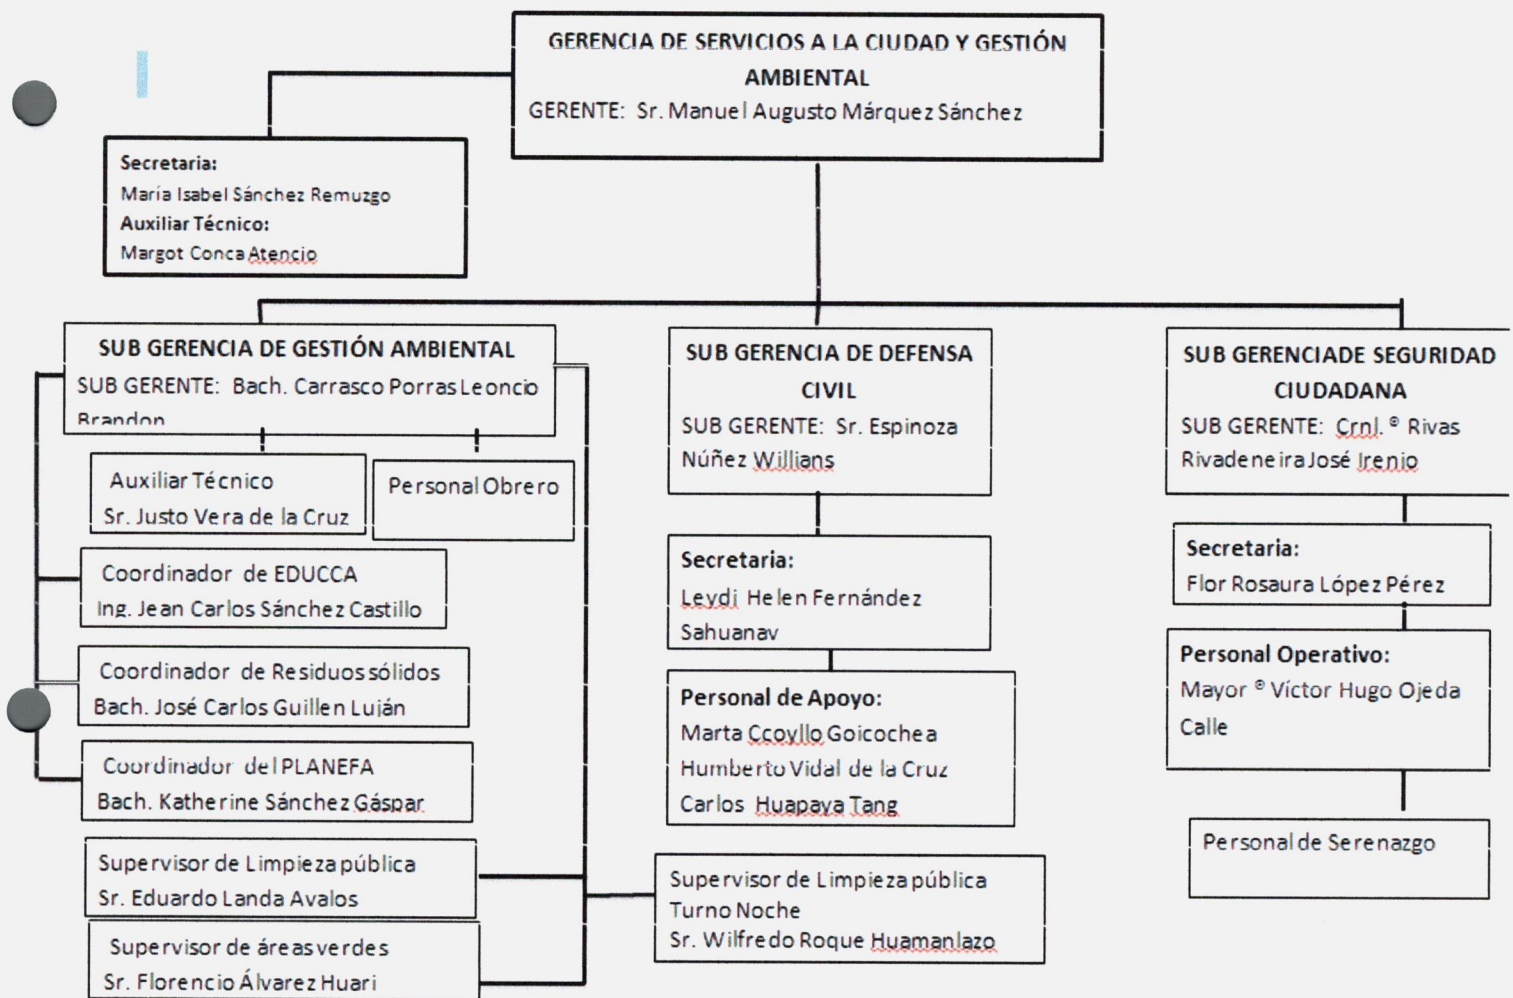 GERENCIA DE SERVICIOS A LA CIUDAD Y GESTIÓN
AMBIENTAL
GERENTE: Sr. Manuel Augusto Márquez Sánchez
Secretaria:
María Isabel Sánchez Remuzgo
Auxiliar Técnico:
Margot Conca Atencio
SUB GERENCIA DE GESTIÓN AMBIENTAL
SUB GERENTE: Bach. Carrasco Porras Leoncio
Brandon
Auxiliar Técnico
Sr. Justo Vera de la Cruz
Personal Obrero
Coordinador de EDUCCA
Ing. Jean Carlos Sánchez Castillo
Coordinador de Residuos sólidos
Bach. José Carlos Guillen Luján
Coordinador del PLANEFA
Bach. Katherine Sánchez Gáspar
Supervisor de Limpieza pública
Sr. Eduardo Landa Avalos
Supervisor de áreas verdes
Sr. Florencio Álvarez Huari
SUB GERENCIA DE DEFENSA
CIVIL
SUB GERENTE: Sr. Espinoza
Núñez Willians
Secretaria:
Leydi Helen Fernández
Sahuanay
Personal de Apoyo:
Marta Ccoyllo Goicochea
Humberto Vidal de la Cruz
Carlos Huapaya Tang
Supervisor de Limpieza pública
Turno Noche
Sr. Wilfredo Roque Huamanlazo
SUB GERENCIADE SEGURIDAD
CIUDADANA
SUB GERENTE: Crnl. ® Rivas
Rivadeneira José Irenio
Secretaria:
Flor Rosaura López Pérez
Personal Operativo:
Mayor ® Víctor Hugo Ojeda
Calle
Personal de Serenazgo